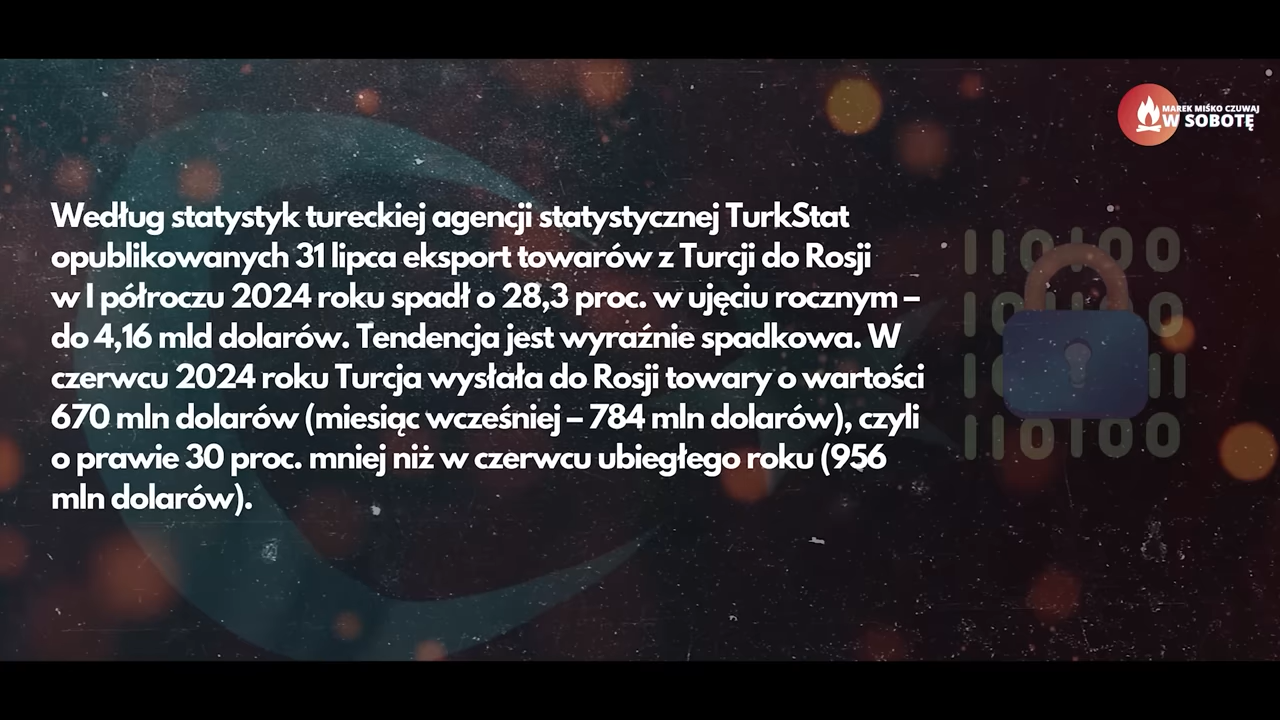 MAREK MIŚKO CZUWAJ
W SOBOTĘ
Według statystyk tureckiej agencji statystycznej TurkStat
opublikowanych 31 lipca eksport towarów z Turcji do Rosji
w I półroczu 2024 roku spadł o 28,3 proc. w ujęciu rocznym –
do 4,16 mld dolarów. Tendencja jest wyraźnie spadkowa. W
czerwcu 2024 roku Turcja wysłała do Rosji towary o wartości
670 mln dolarów (miesiąc wcześniej – 784 mln dolarów), czyli
o prawie 30 proc. mniej niż w czerwcu ubiegłego roku (956
mln dolarów).